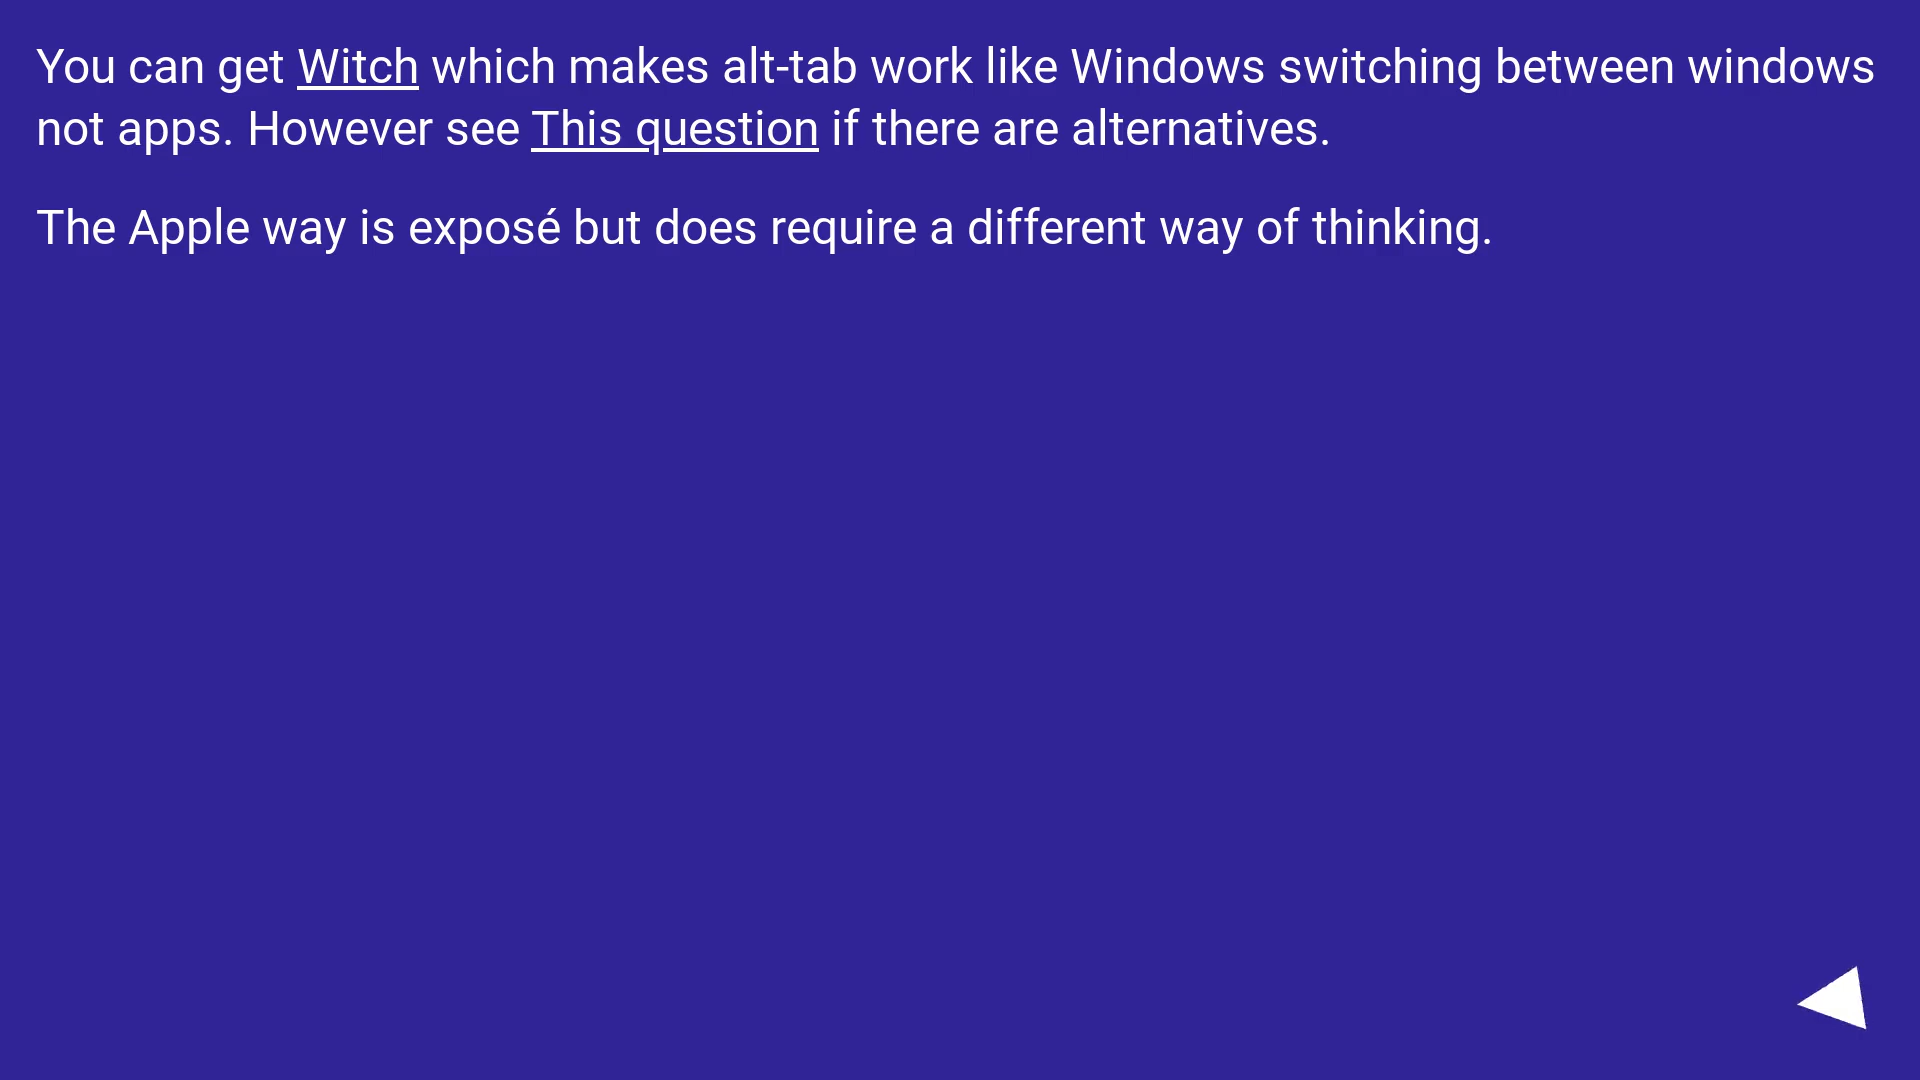 You can get Witch which makes alt-tab work like Windows switching between windows
not apps. However see This question if there are alternatives.
The Apple way is exposé but does require a different way of thinking.